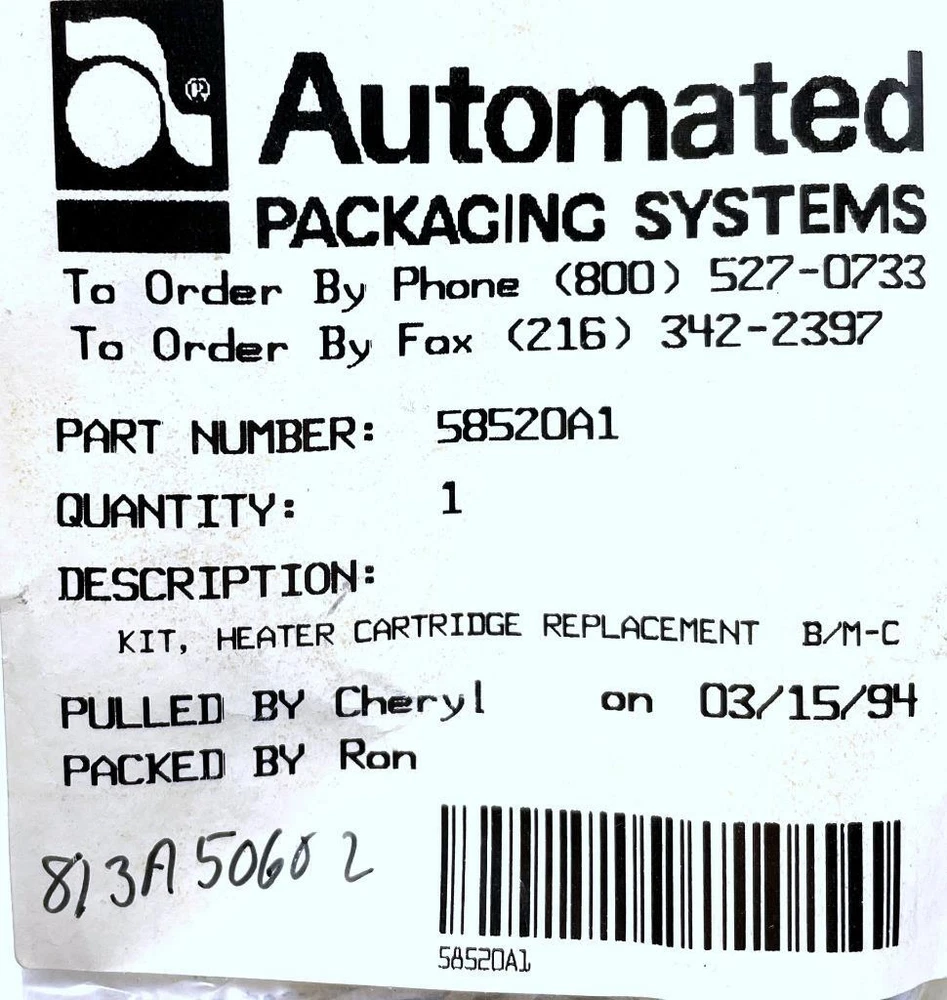 Automated
PACKAGING SYSTEMS
To Order By Phone (800) 527-0733
To Order By Fax (216) 342-2397
PART NUMBER: 58520A1
QUANTITY: 1
DESCRIPTION:
KIT, HEATER CARTRIDGE REPLACEMENT B/M-C
PULLED BY Cheryl on 03/15/94
PACKED BY Ron
813A50602
58520A1